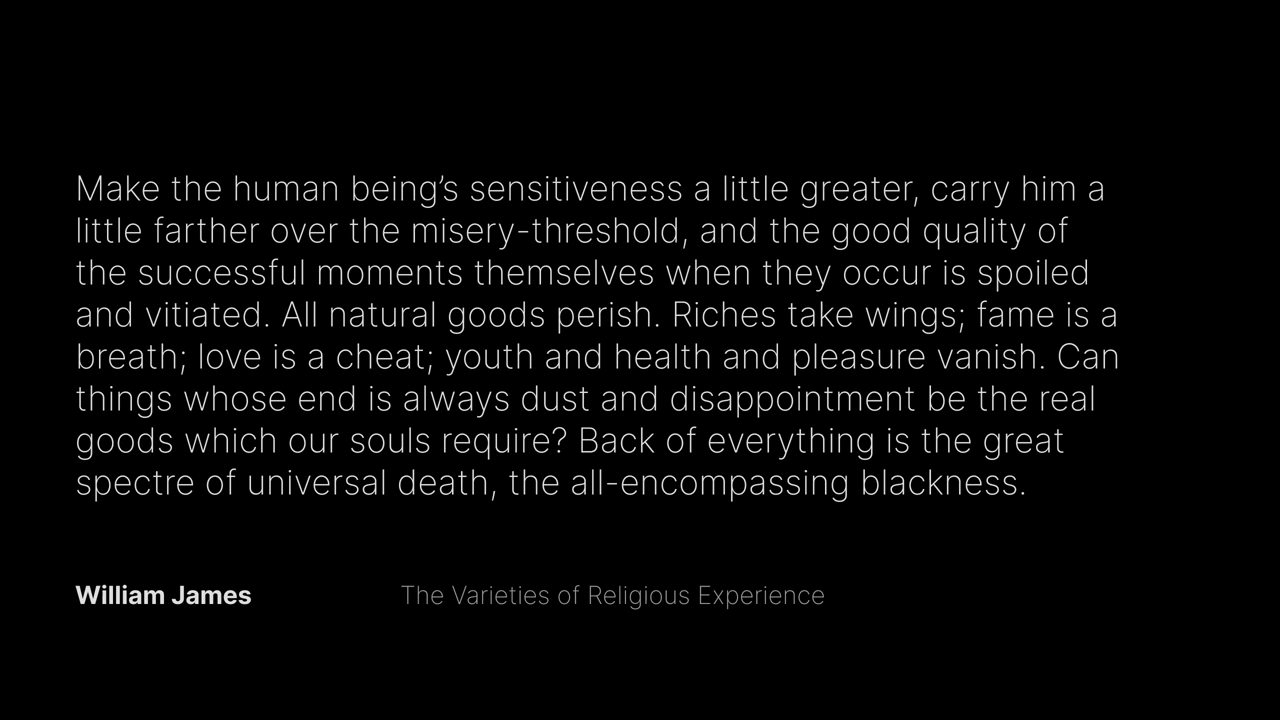 Make the human being’s sensitiveness a little greater, carry him a
little farther over the misery-threshold, and the good quality of
the successful moments themselves when they occur is spoiled
and vitiated. All natural goods perish. Riches take wings; fame is a
breath; love is a cheat; youth and health and pleasure vanish. Can
things whose end is always dust and disappointment be the real
goods which our souls require? Back of everything is the great
spectre of universal death, the all-encompassing blackness.
William James
The Varieties of Religious Experience